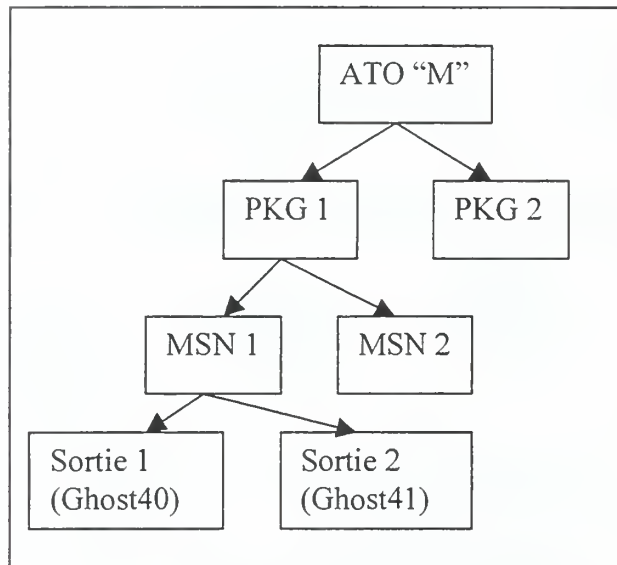 ATO “M”
PKG 1
PKG 2
MSN 1
MSN 2
Sortie 1
(Ghost40)
Sortie 2
(Ghost41)